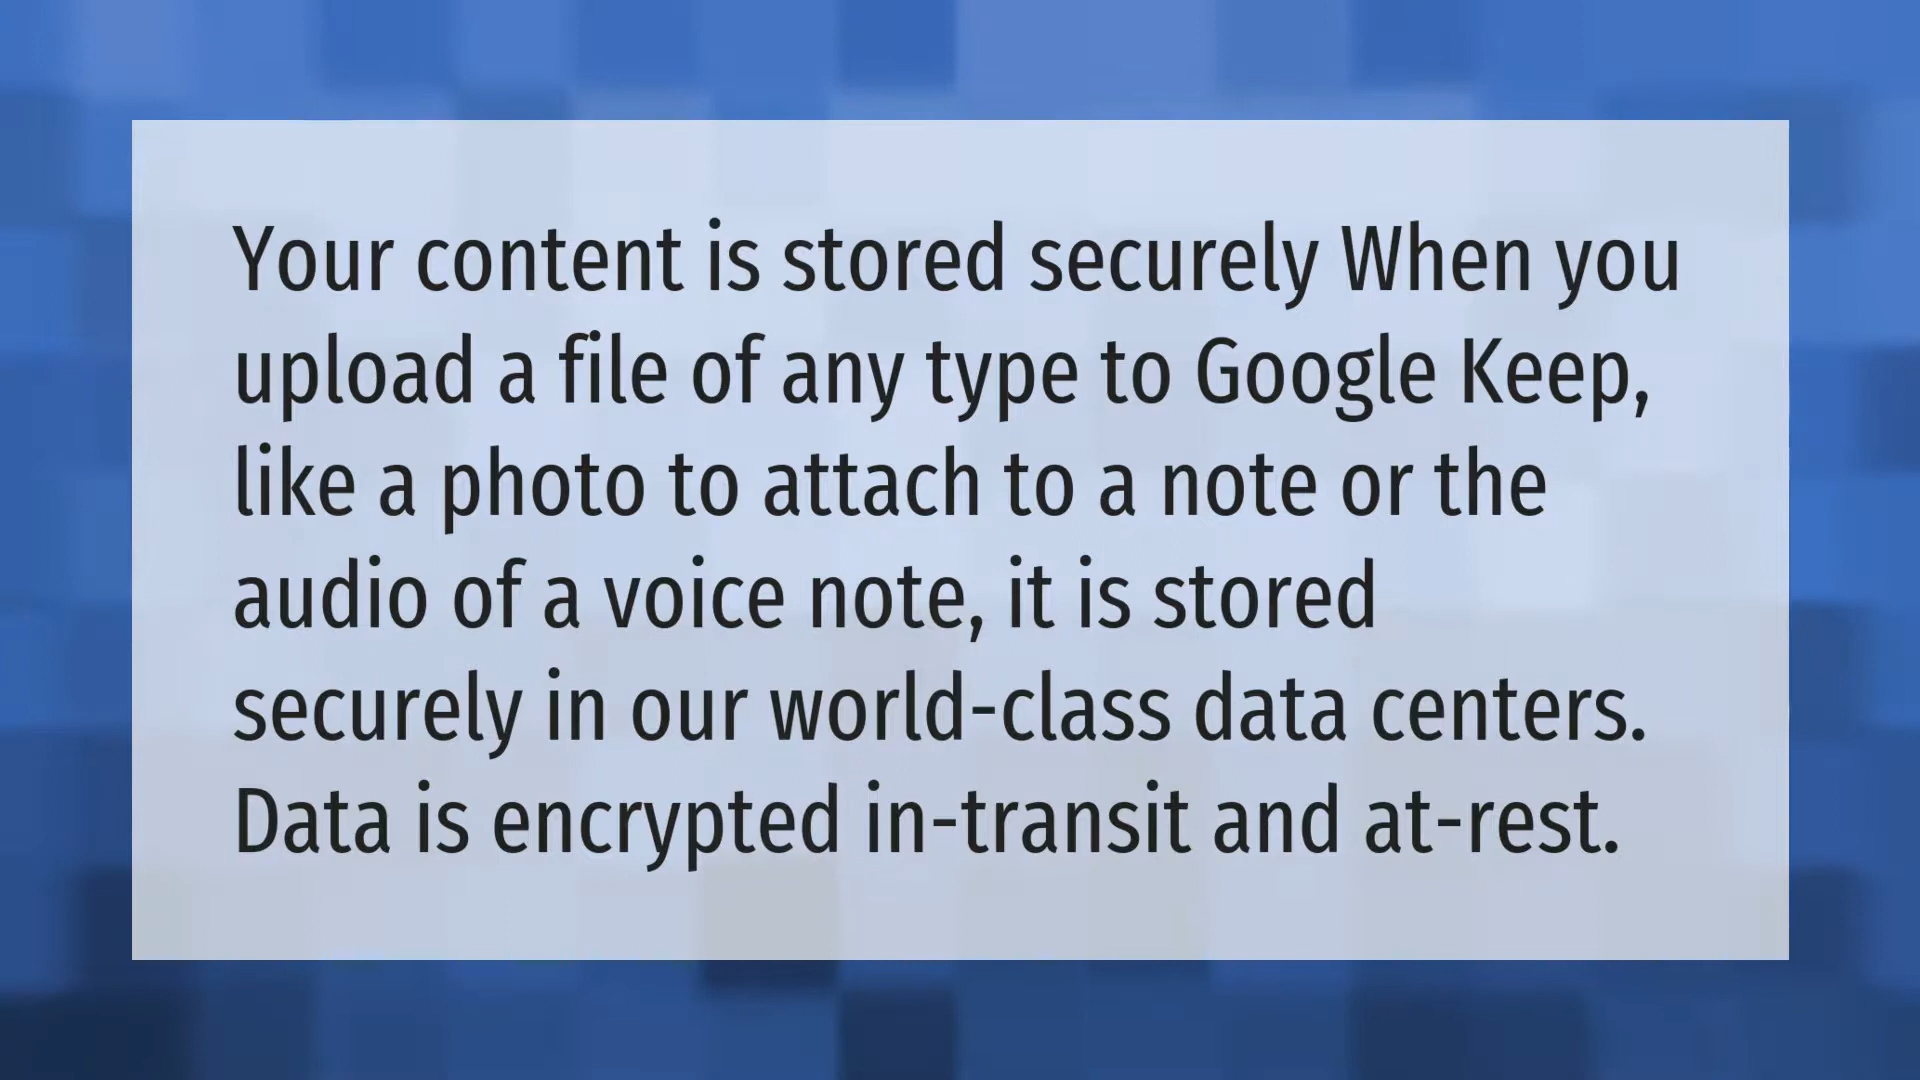 Your content is stored securely When you
upload a file of any type to Google Keep,
like a photo to attach to a note or the
audio of a voice note, it is stored
securely in our world-class data centers.
Data is encrypted in-transit and at-rest.